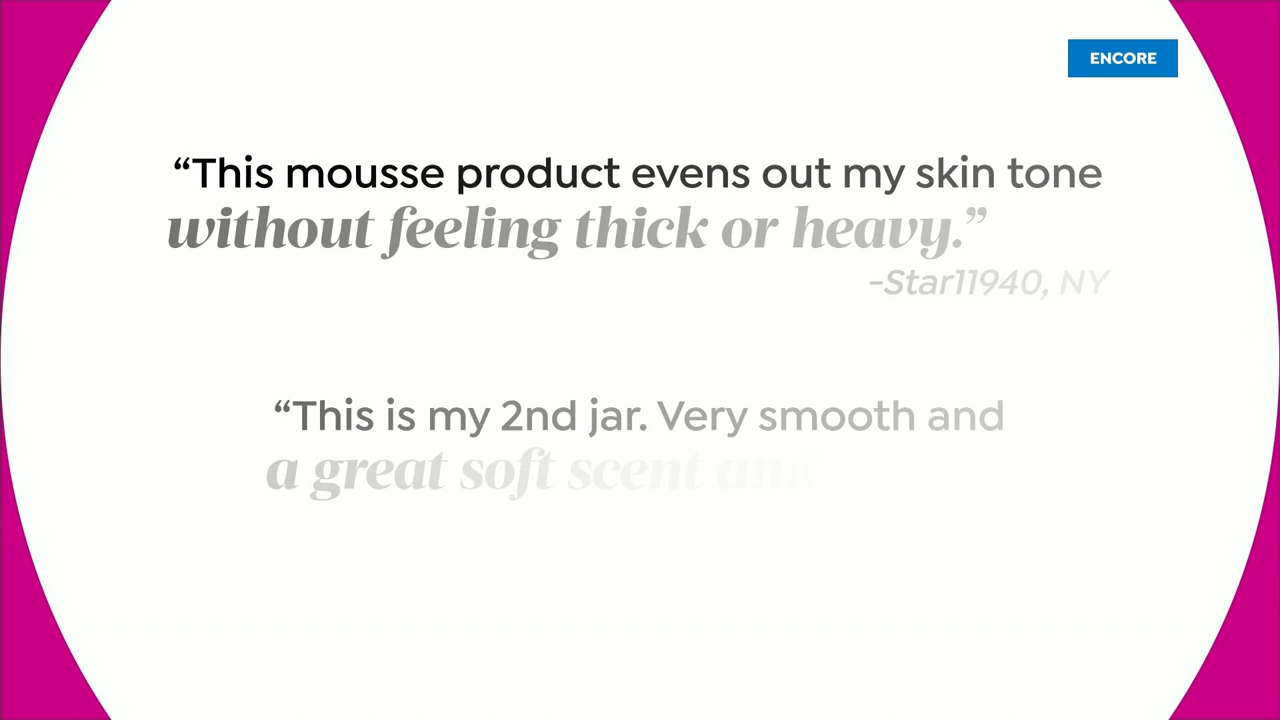 ENCORE
“This mousse product evens out my skin tone
without feeling thick or heavy.”
-Star11940, NY
“This is my 2nd jar. Very smooth and
a great soft scent and